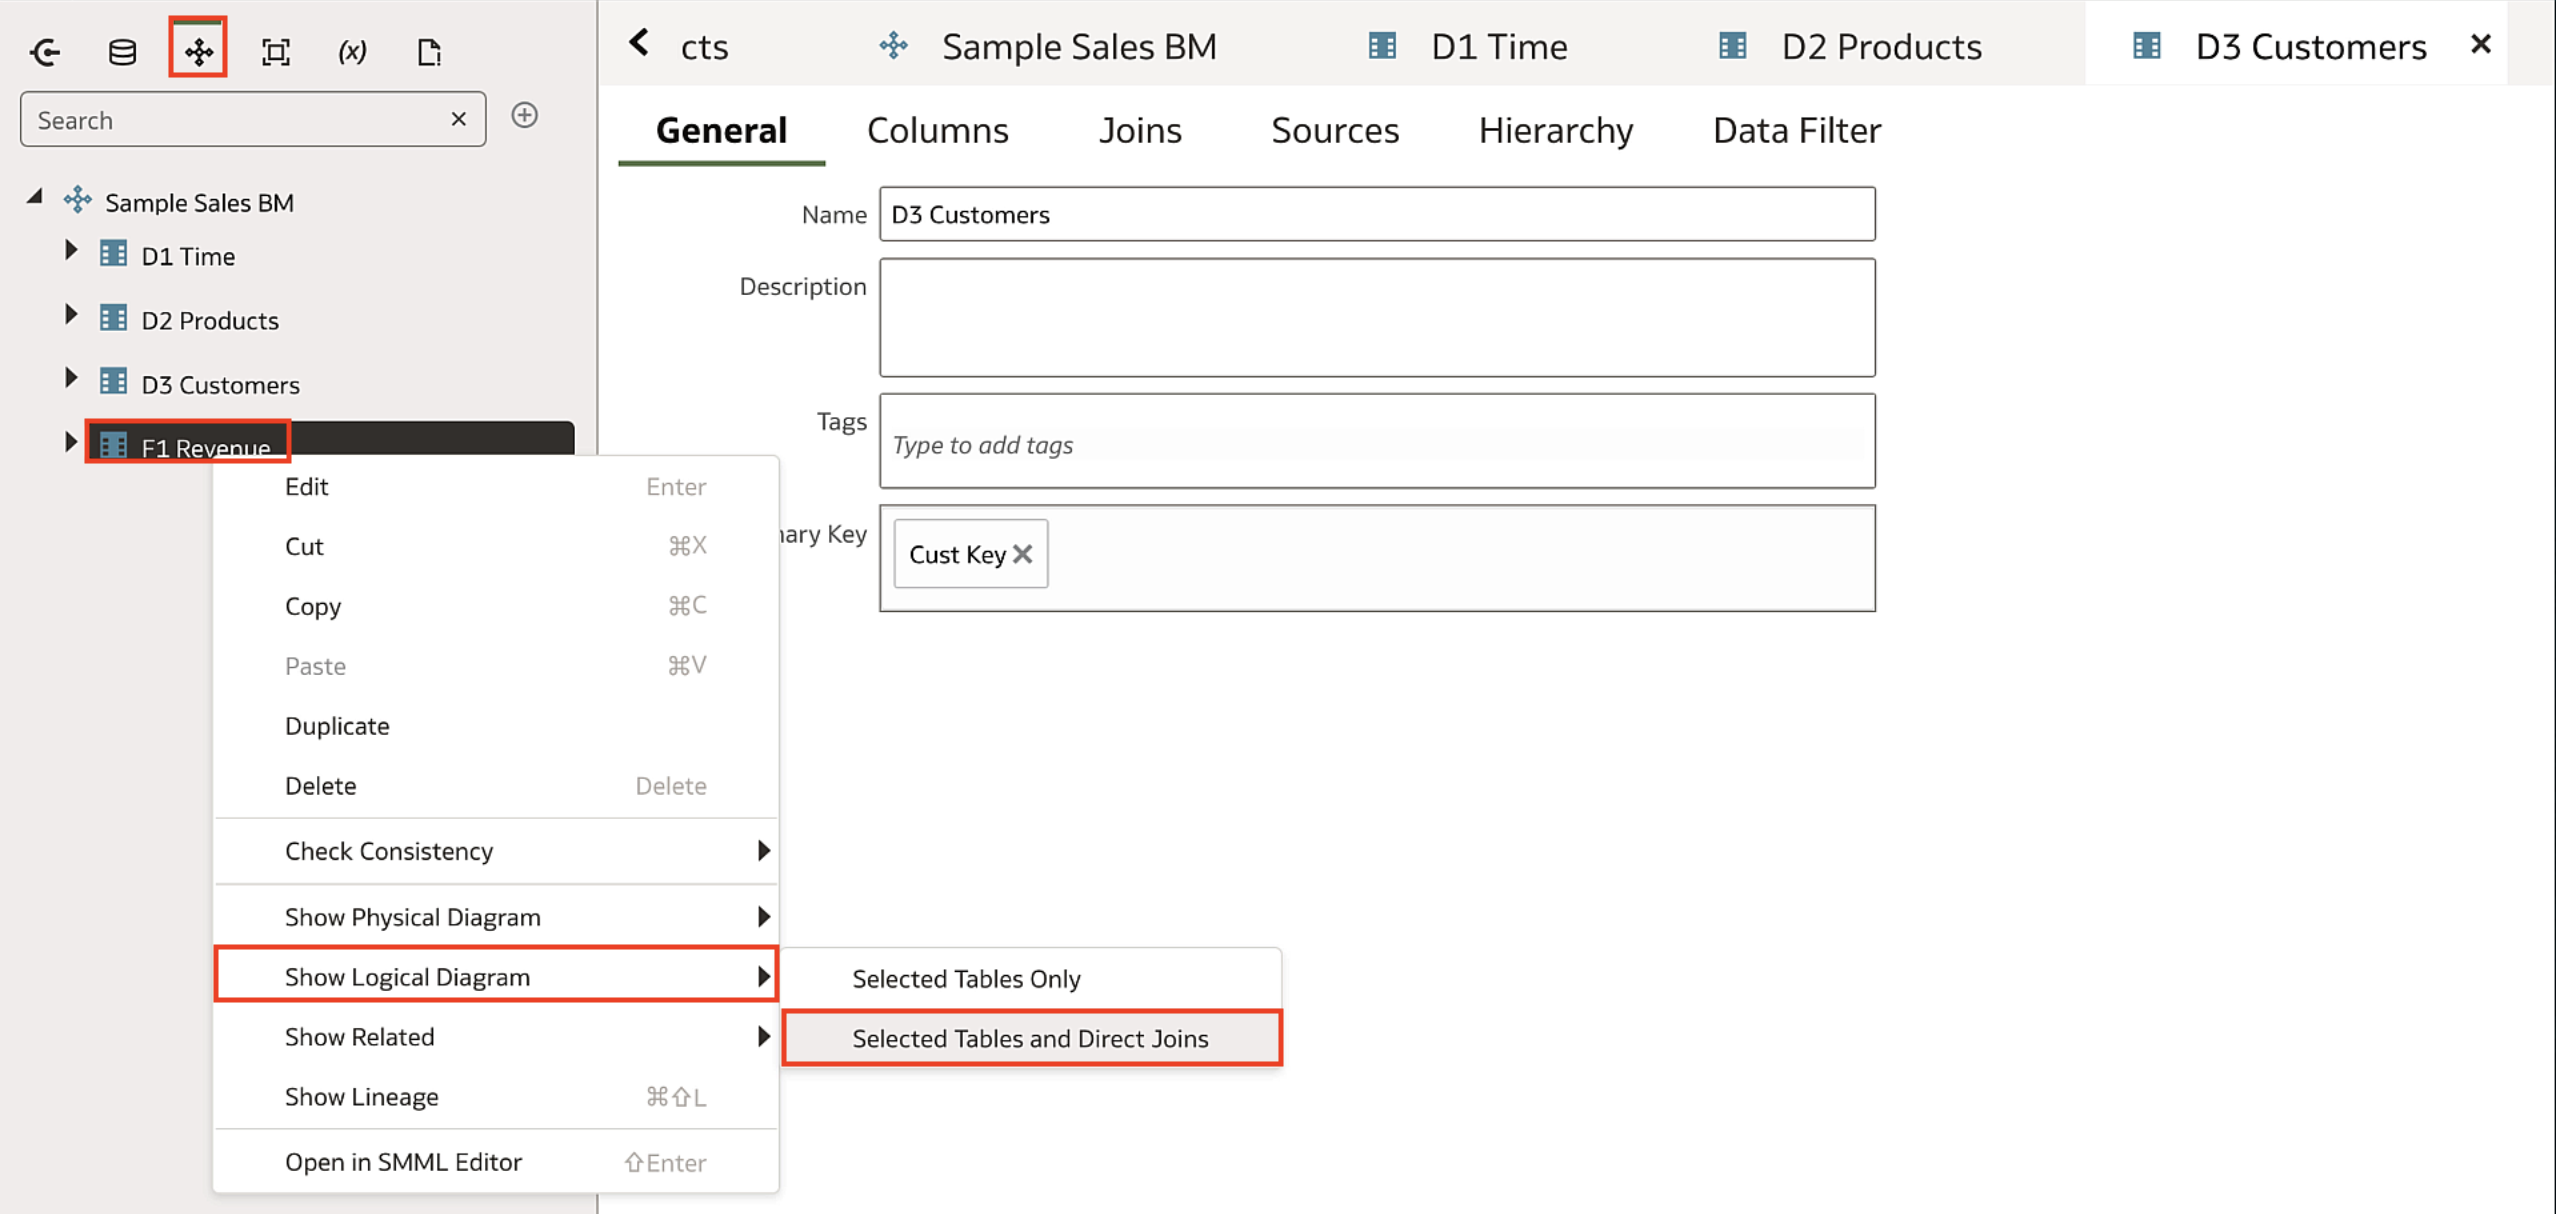 (x)
Search
Sample Sales BM
D1 Time
D2 Products
D3 Customers
F1 Revenue
Edit Enter
Cut ⌘X
Copy ⌘C
Paste ⌘V
Duplicate
Delete Delete
Check Consistency
Show Physical Diagram
Show Logical Diagram
Show Related
Show Lineage ⌘⇧L
Open in SMML Editor ⇧Enter
Selected Tables Only
Selected Tables and Direct Joins
cts Sample Sales BM D1 Time D2 Products D3 Customers
General Columns Joins Sources Hierarchy Data Filter
Name D3 Customers
Description
Tags
Type to add tags
ary Key Cust Key